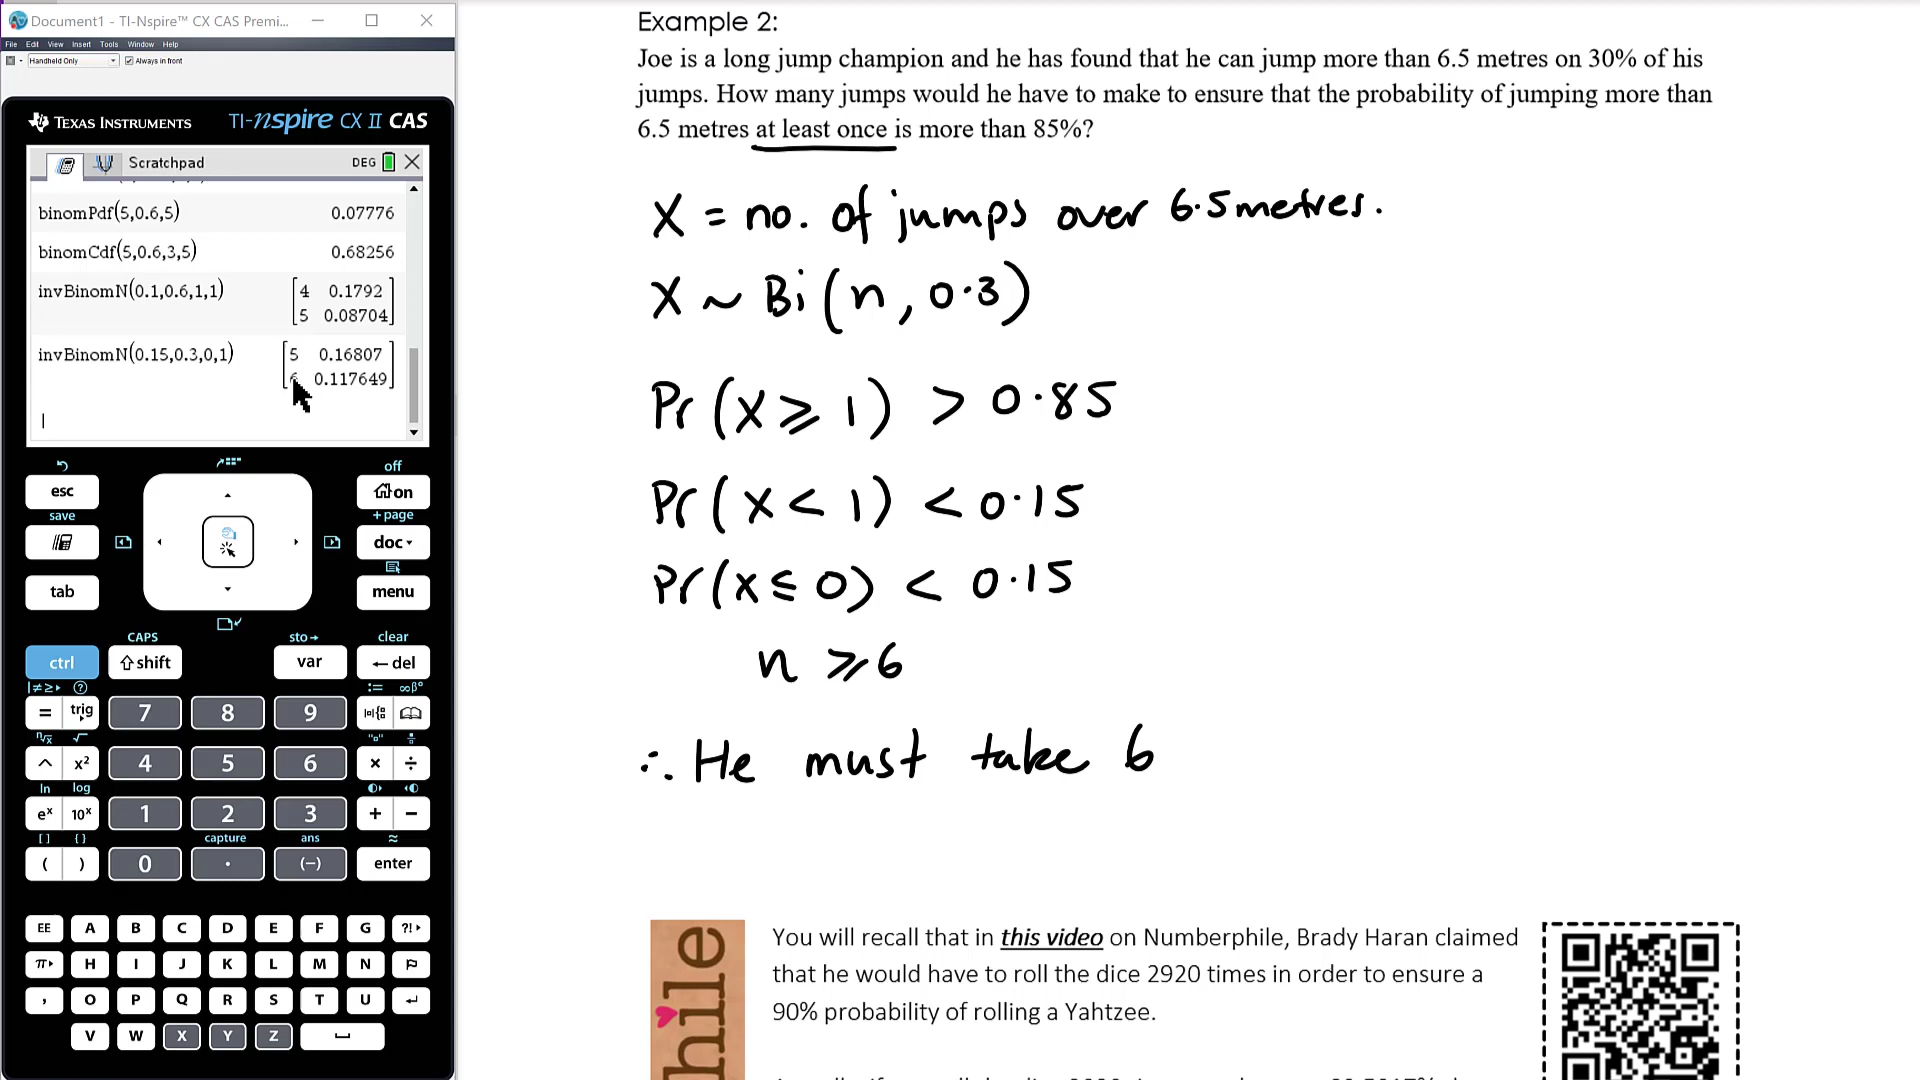 Document1 - TI-Nspire™ CX CAS Premi...
File Edit View Insert Tools Window Help
Handheld Only Always in front
TEXAS INSTRUMENTS TI-nspire CX II CAS
Scratchpad DEG
binomPdf(5,0.6,5) 0.07776
binomCdf(5,0.6,3,5) 0.68256
invBinomN(0.1,0.6,1,1) [4 0.1792
5 0.08704]
invBinomN(0.15,0.3,0,1) [5 0.16807
6 0.117649]
off
esc on
save + page
doc
tab menu
CAPS sto→ clear
ctrl shift var ←del
= trig 7 8 9
^ x² 4 5 6 × ÷
ln log
eˣ 10ˣ 1 2 3 + −
[ ] { } capture ans ≈
( ) 0 . (−) enter
EE A B C D E F G ?!
π H I J K L M N
, O P Q R S T U
V W X Y Z
Example 2:
Joe is a long jump champion and he has found that he can jump more than 6.5 metres on 30% of his
jumps. How many jumps would he have to make to ensure that the probability of jumping more than
6.5 metres at least once is more than 85%?
X = no. of jumps over 6.5 metres.
X ~ Bi(n, 0.3)
Pr(X ≥ 1) > 0.85
Pr(X < 1) < 0.15
Pr(X ≤ 0) < 0.15
n ≥ 6
∴ He must take 6
hile
You will recall that in this video on Numberphile, Brady Haran claimed
that he would have to roll the dice 2920 times in order to ensure a
90% probability of rolling a Yahtzee.